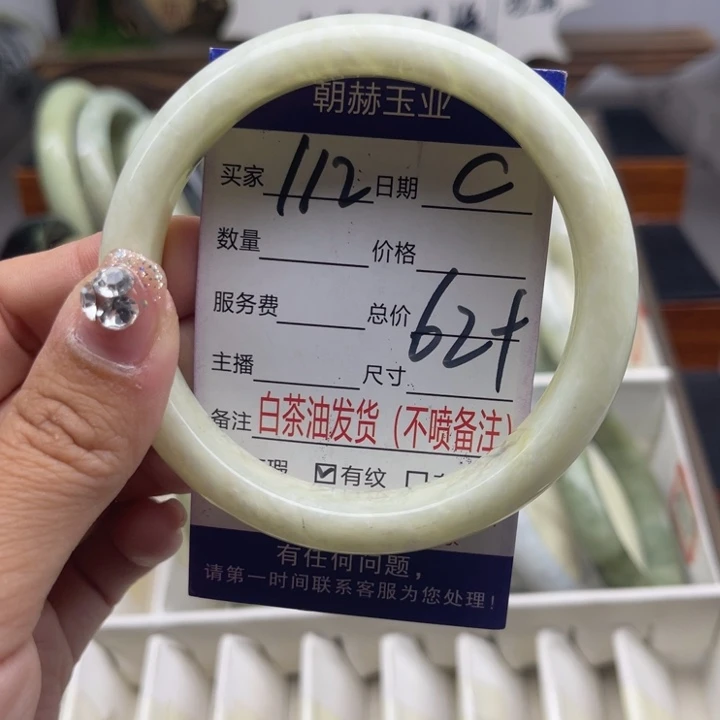 朝赫玉业
买家 112 日期 C
数量 价格
服务费 总价
主播 尺寸 62+
备注 白茶油发货(不喷备注)
瑕 ☑有纹 □
有任何问题,
请第一时间联系客服为您处理!